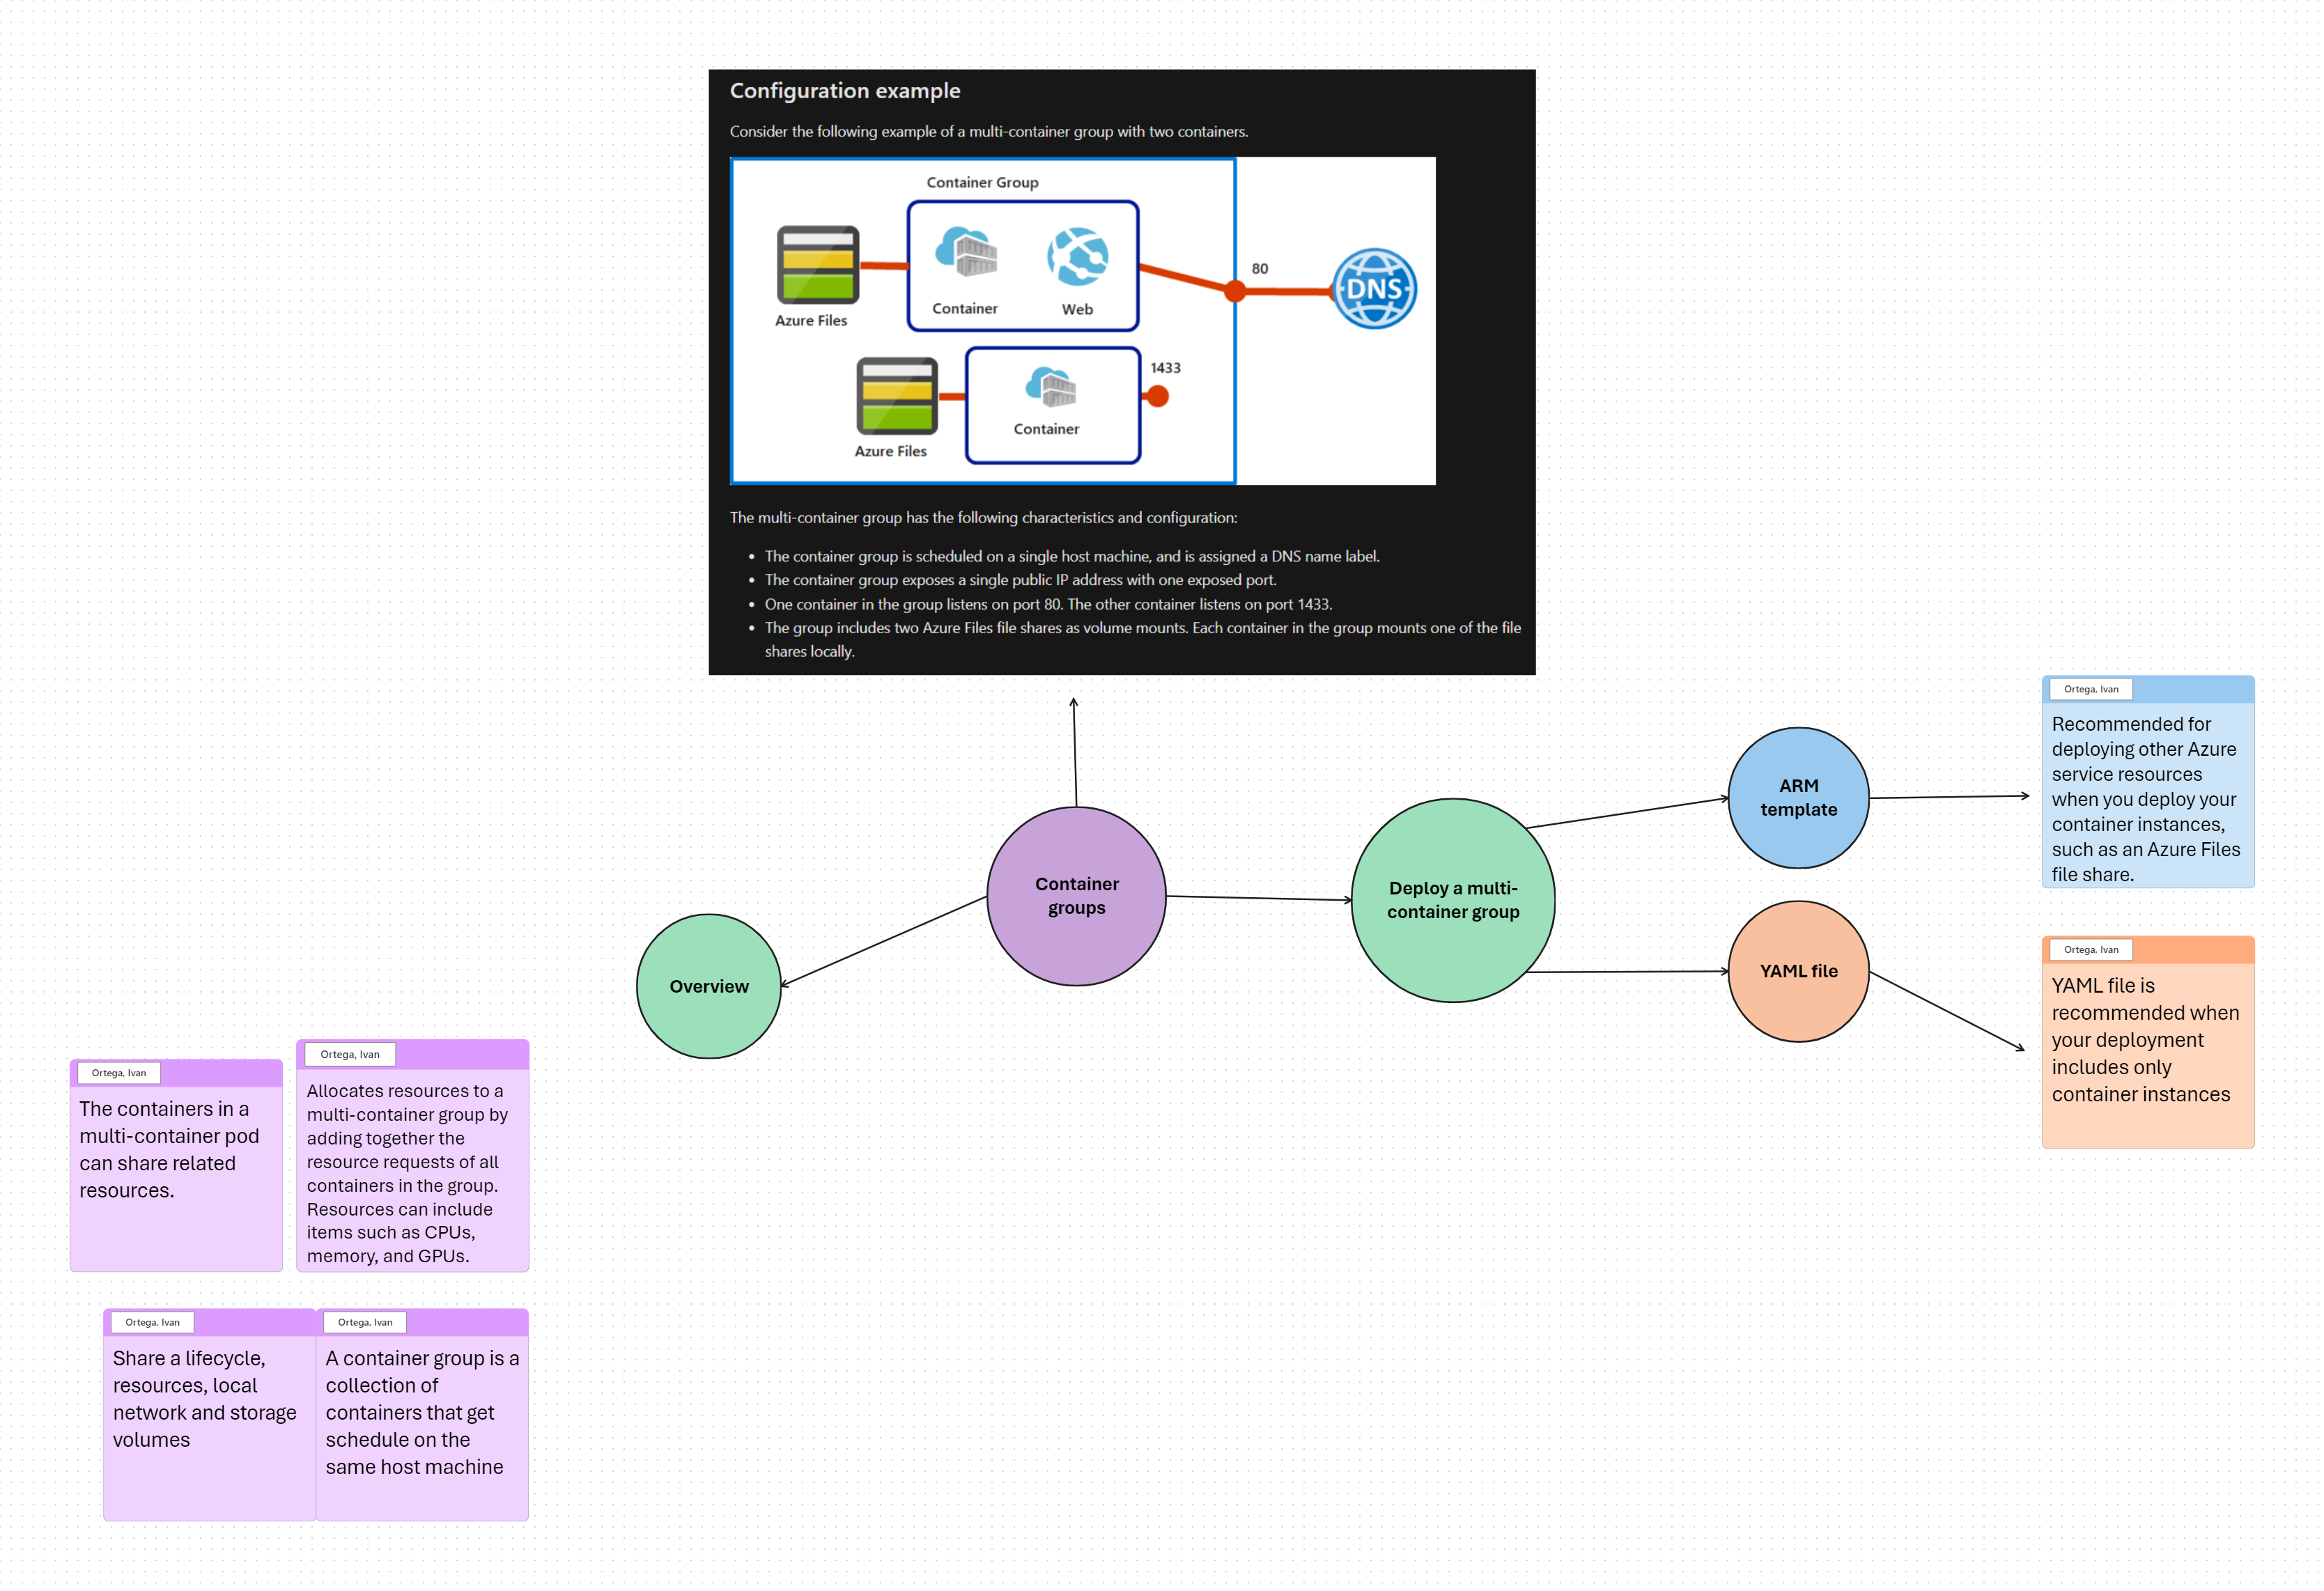 Configuration example
Consider the following example of a multi-container group with two containers.
Container Group
Container
Web
Azure Files
80
DNS
1433
Container
Azure Files
The multi-container group has the following characteristics and configuration:
• The container group is scheduled on a single host machine, and is assigned a DNS name label.
• The container group exposes a single public IP address with one exposed port.
• One container in the group listens on port 80. The other container listens on port 1433.
• The group includes two Azure Files file shares as volume mounts. Each container in the group mounts one of the file
shares locally.
Container
groups
Overview
Deploy a multi-
container group
ARM
template
YAML file
Ortega, Ivan
Recommended for
deploying other Azure
service resources
when you deploy your
container instances,
such as an Azure Files
file share.
Ortega, Ivan
YAML file is
recommended when
your deployment
includes only
container instances
Ortega, Ivan
The containers in a
multi-container pod
can share related
resources.
Ortega, Ivan
Allocates resources to a
multi-container group by
adding together the
resource requests of all
containers in the group.
Resources can include
items such as CPUs,
memory, and GPUs.
Ortega, Ivan
Share a lifecycle,
resources, local
network and storage
volumes
Ortega, Ivan
A container group is a
collection of
containers that get
schedule on the
same host machine